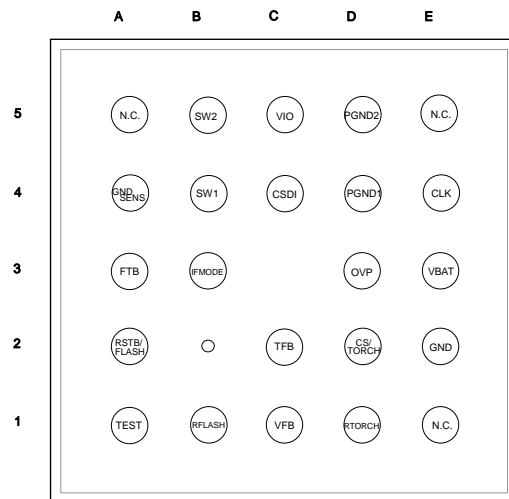 A B C D E
5 N.C. SW2 VIO PGND2 N.C.
4 GND SENS SW1 CSDI PGND1 CLK
3 FTB IFMODE OVP VBAT
2 RSTB/ FLASH TFB CS/ TORCH GND
1 TEST RFLASH VFB RTORCH N.C.